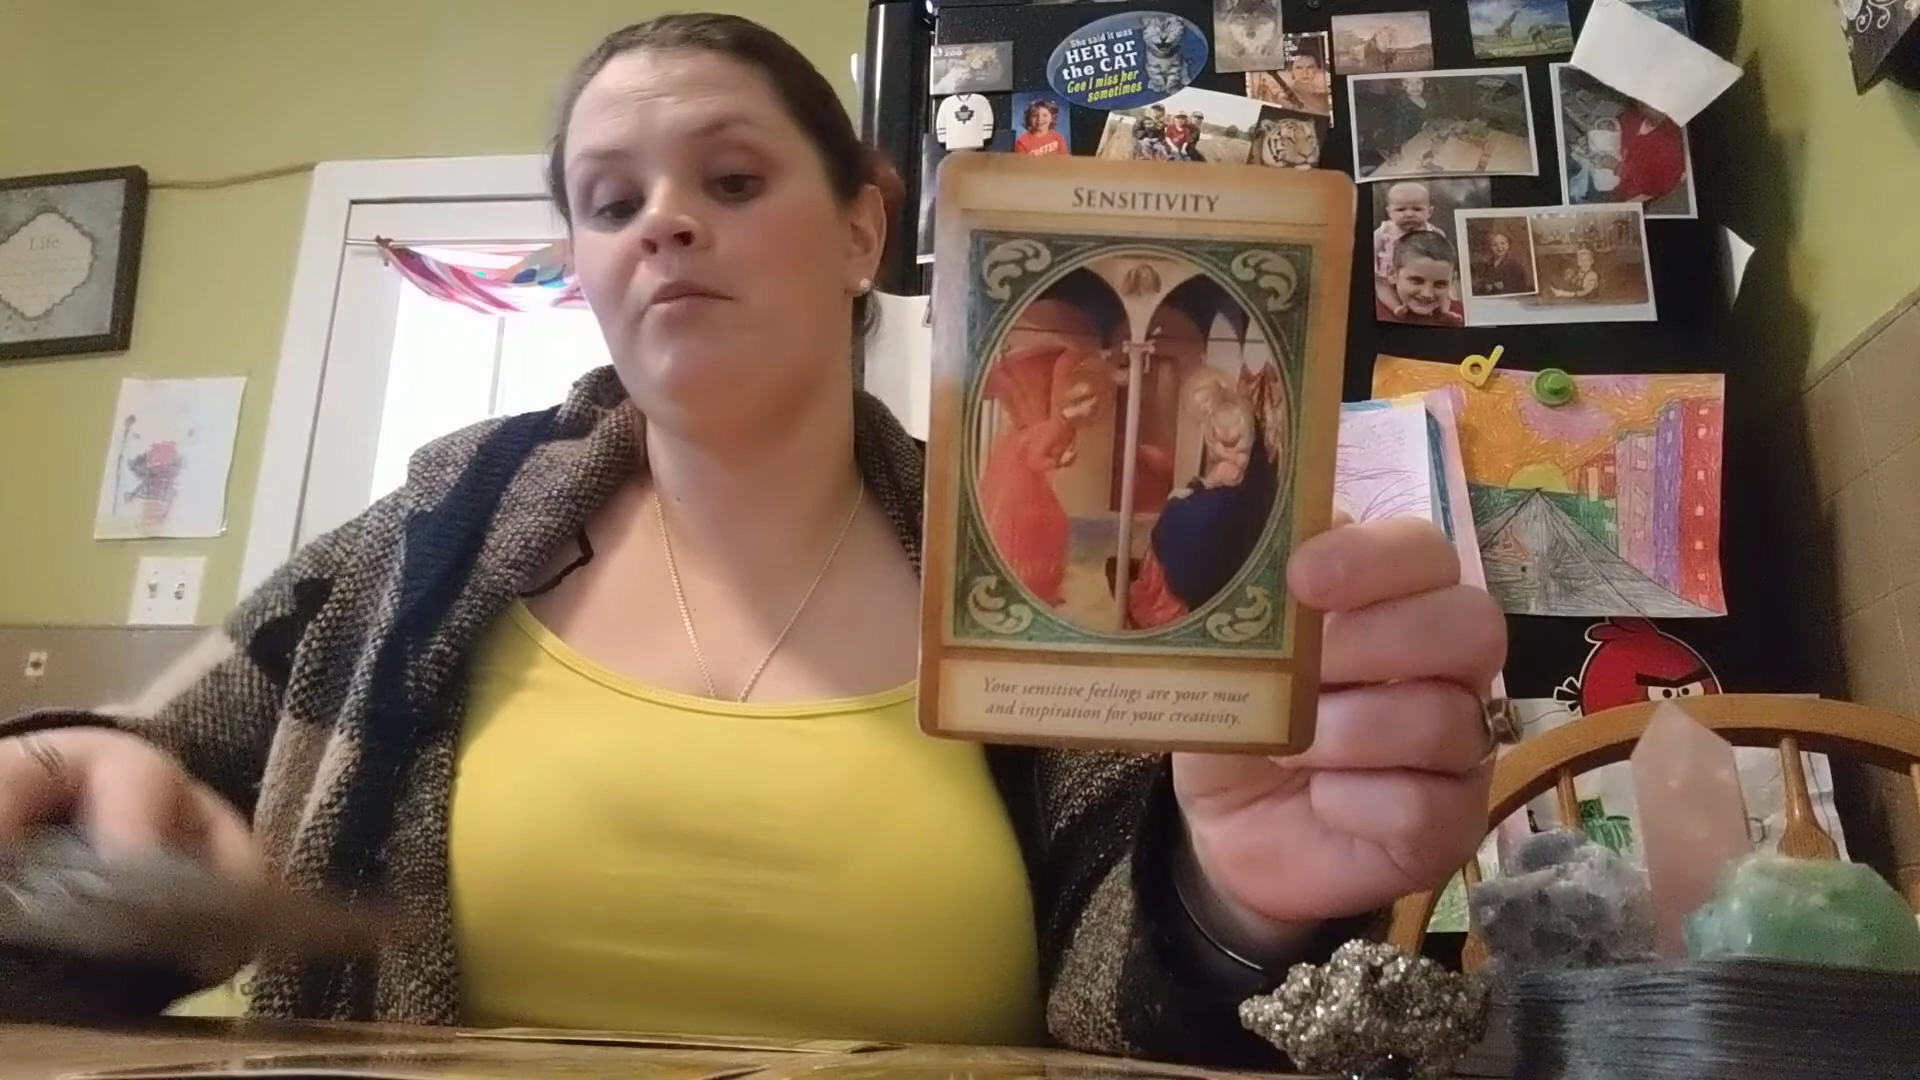 She said it was
HER or
the CAT
Gee I miss her
sometimes
ZOO
Life
SENSITIVITY
Your sensitive feelings are your muse
and inspiration for your creativity.
d